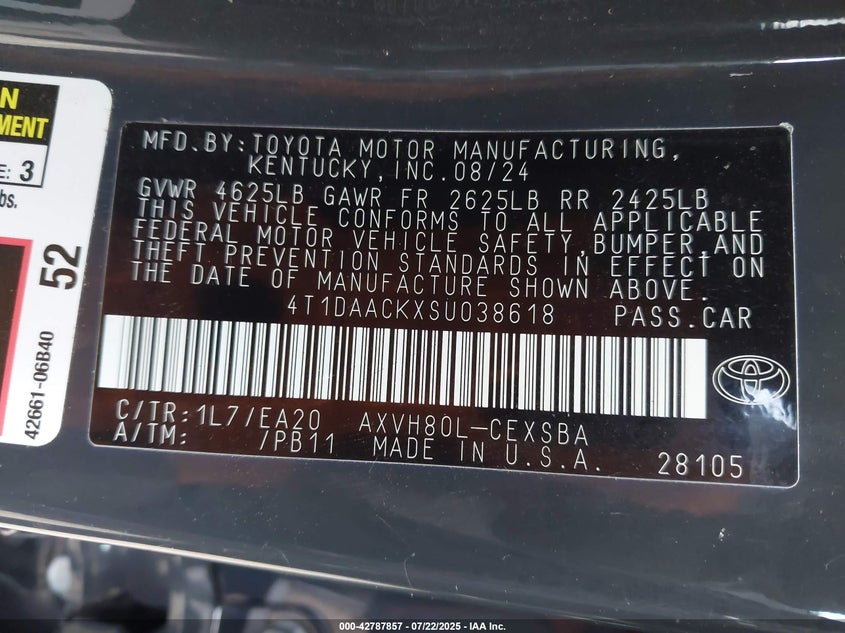 N
MENT
E: 3
bs.
52
42661-06B40
MFD.BY:TOYOTA MOTOR MANUFACTURING,
KENTUCKY, INC.08/24
GVWR 4625LB GAWR FR 2625LB RR 2425LB
THIS VEHICLE CONFORMS TO ALL APPLICABLE
FEDERAL MOTOR VEHICLE SAFETY,BUMPER,AND
THEFT PREVENTION STANDARDS IN EFFECT ON
THE DATE OF MANUFACTURE SHOWN ABOVE.
4T1DAACKXSU038618 PASS.CAR
C/TR:1L7/EA20 AXVH80L-CEXSBA
A/TM: /PB11 MADE IN U.S.A. 28105
000-42787857 - 07/22/2025 - IAA Inc.